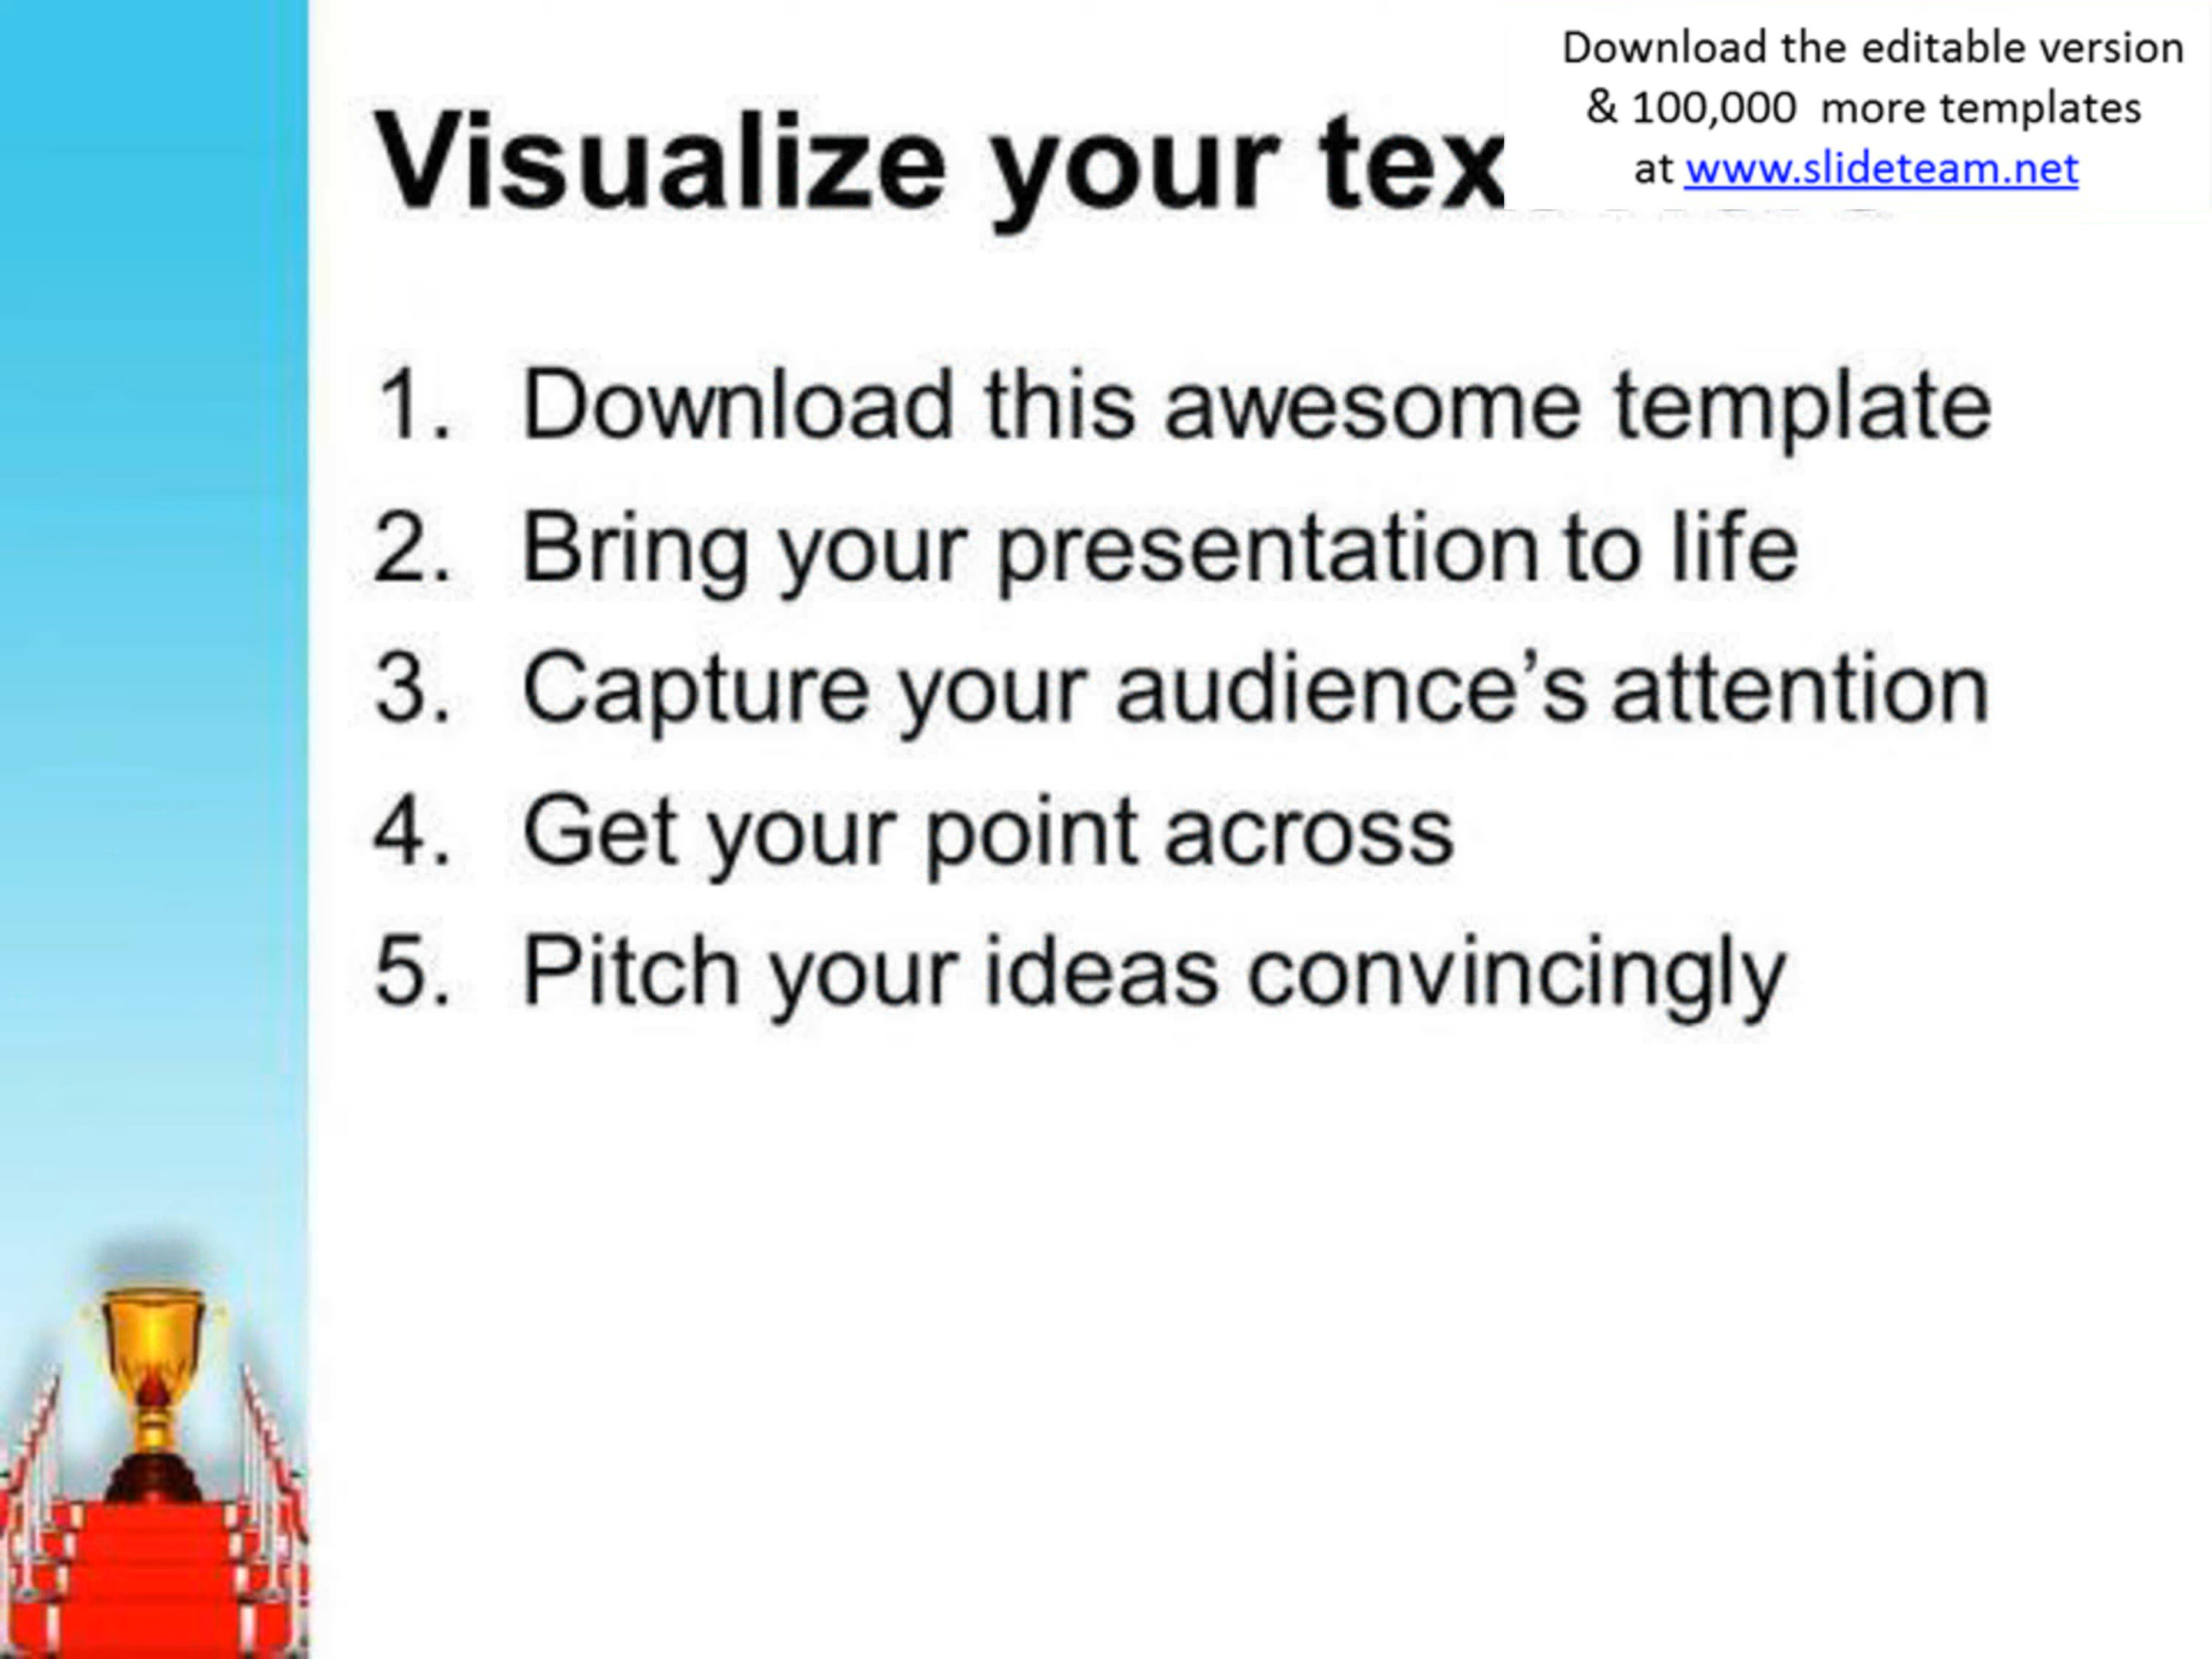 Download the editable version
& 100,000 more templates
at www.slideteam.net
Visualize your
1. Download this awesome template
2. Bring your presentation to life
3. Capture your audience’s attention
4. Get your point across
5. Pitch your ideas convincingly